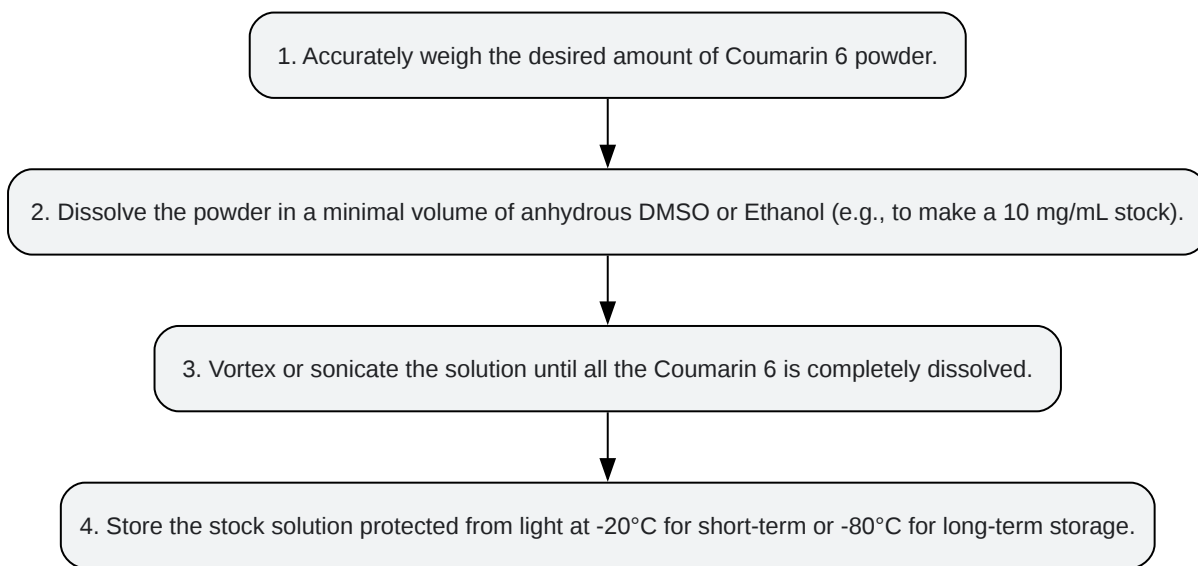 1. Accurately weigh the desired amount of Coumarin 6 powder.
2. Dissolve the powder in a minimal volume of anhydrous DMSO or Ethanol (e.g., to make a 10 mg/mL stock).
3. Vortex or sonicate the solution until all the Coumarin 6 is completely dissolved.
4. Store the stock solution protected from light at -20°C for short-term or -80°C for long-term storage.